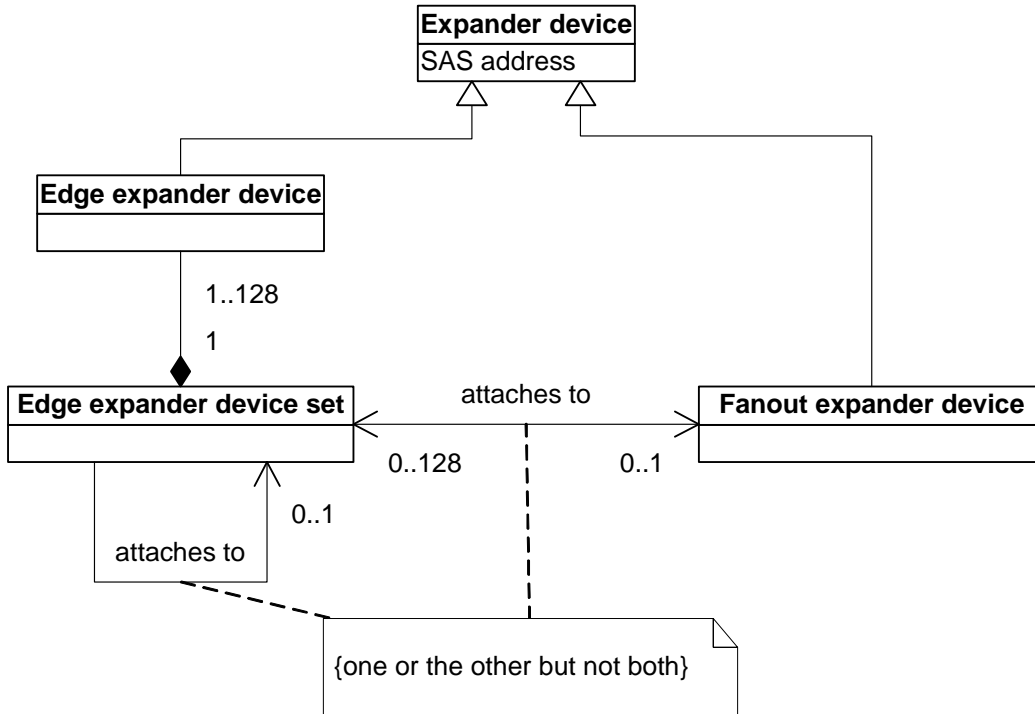 Expander device
SAS address
Edge expander device
1..128
1
Edge expander device set
attaches to
Fanout expander device
0..128
0..1
0..1
attaches to
{one or the other but not both}